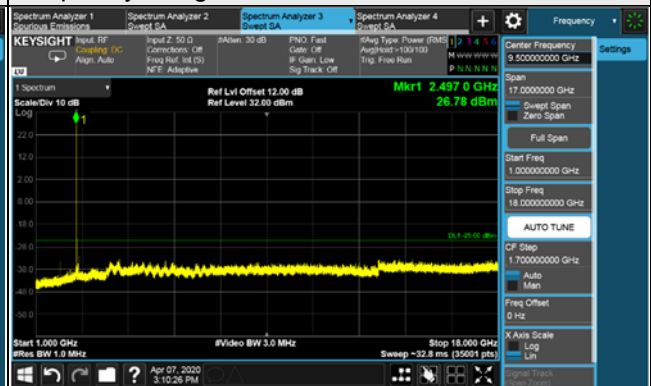 Spectrum Analyzer 1
Spurious Emissions
Spectrum Analyzer 2
Swept SA
Spectrum Analyzer 3
Swept SA
Spectrum Analyzer 4
Swept SA
+
Frequency
KEYSIGHT
Input: RF
Coupling: DC
Align: Auto
Input Z: 50 Ω
Corrections: Off
Freq Ref: Int (S)
NFE: Adaptive
#Atten: 30 dB
PNO: Fast
Gate: Off
IF Gain: Low
Sig Track: Off
#Avg Type: Power (RMS
Avg|Hold:>100/100
Trig: Free Run
1 2 3 4 5 6
M W W W W W
P N N N N N
LXI
1 Spectrum
Scale/Div 10 dB
Log
Ref Lvl Offset 12.00 dB
Ref Level 32.00 dBm
Mkr1 2.497 0 GHz
26.78 dBm
1
22.0
12.0
2.00
-8.00
-18.0
-28.0
-38.0
-48.0
-58.0
DL1 -25.00 dBm
Start 1.000 GHz
#Res BW 1.0 MHz
#Video BW 3.0 MHz
Stop 18.000 GHz
Sweep ~32.8 ms (35001 pts)
Center Frequency
9.500000000 GHz
Span
17.0000000 GHz
Swept Span
Zero Span
Full Span
Start Freq
1.000000000 GHz
Stop Freq
18.000000000 GHz
AUTO TUNE
CF Step
1.700000000 GHz
Auto
Man
Freq Offset
0 Hz
X Axis Scale
Log
Lin
Signal Track
(Span Zoom)
Settings
?
Apr 07, 2020
3:10:26 PM